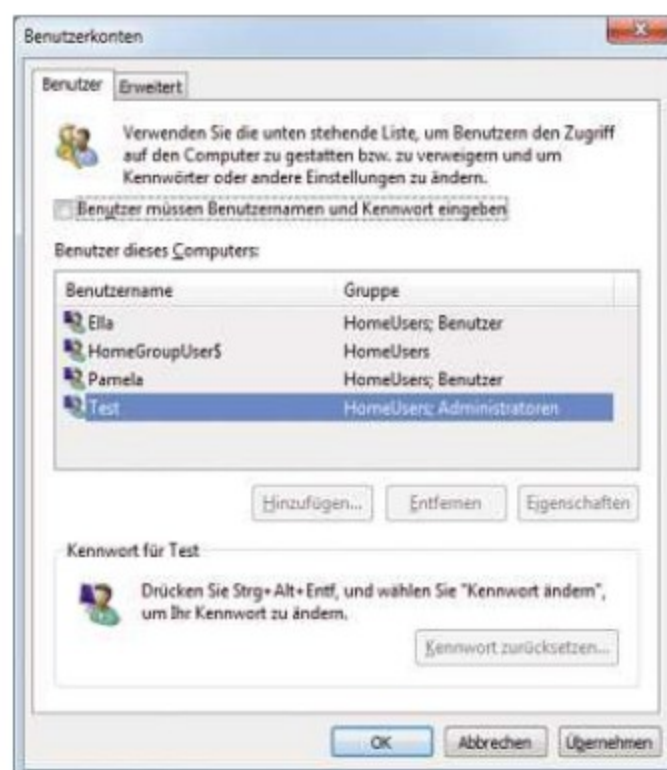 Benutzerkonten
Benutzer Erweitert
Verwenden Sie die unten stehende Liste, um Benutzern den Zugriff
auf den Computer zu gestatten bzw. zu verweigern und um
Kennwörter oder andere Einstellungen zu ändern.
Benutzer müssen Benutzernamen und Kennwort eingeben
Benutzer dieses Computers:
Benutzername Gruppe
Ella HomeUsers; Benutzer
HomeGroupUser$ HomeUsers
Pamela HomeUsers; Benutzer
Test HomeUsers; Administratoren
Hinzufügen... Entfernen Eigenschaften
Kennwort für Test
Drücken Sie Strg+Alt+Entf, und wählen Sie "Kennwort ändern",
um Ihr Kennwort zu ändern.
Kennwort zurücksetzen...
OK Abbrechen Übernehmen